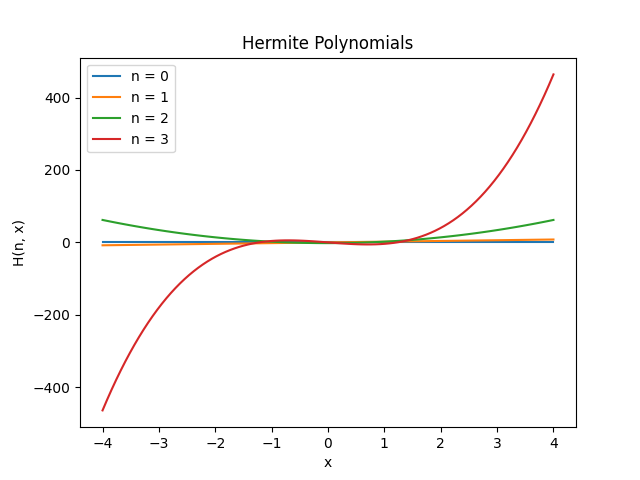 Hermite Polynomials
n = 0
n = 1
n = 2
n = 3
H(n, x)
400
200
0
−200
−400
−4 −3 −2 −1 0 1 2 3 4
x